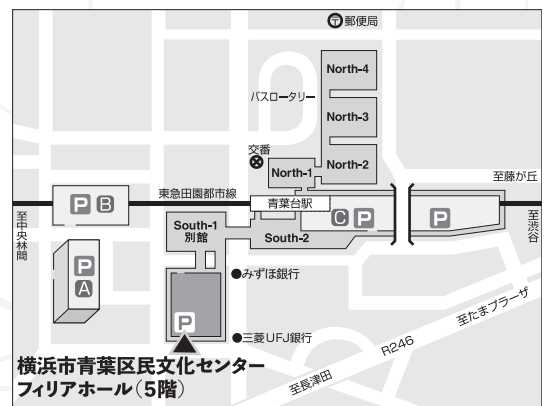 〒郵便局
North-4
バスロータリー
North-3
交番
North-2
North-1
至藤が丘
東急田園都市線
青葉台駅
P B
C P
P
至中央林間
至渋谷
South-1
別館
South-2
P
A
みずほ銀行
至たまプラーザ
P
三菱UFJ銀行
R246
横浜市青葉区民文化センター
フィリアホール（5階）
至長津田